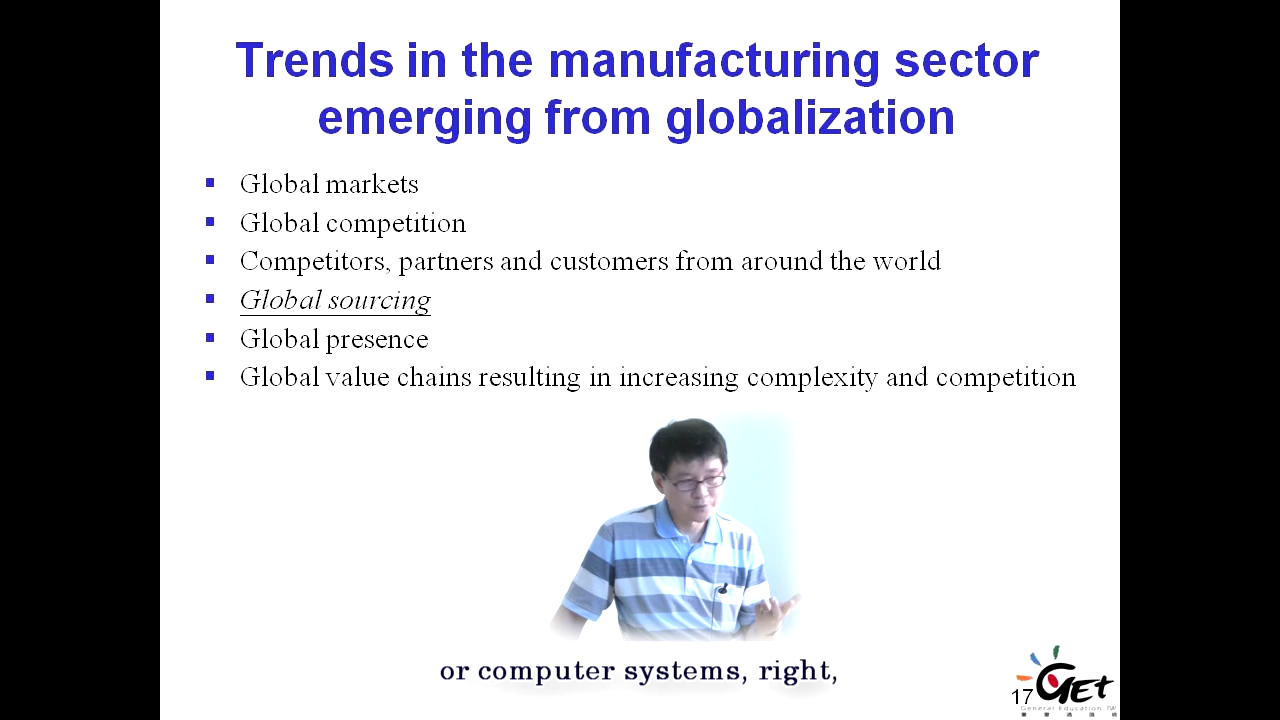 Trends in the manufacturing sector
emerging from globalization
Global markets
Global competition
Competitors, partners and customers from around the world
Global sourcing
Global presence
Global value chains resulting in increasing complexity and competition
or computer systems, right,
17
GET
General Education TW